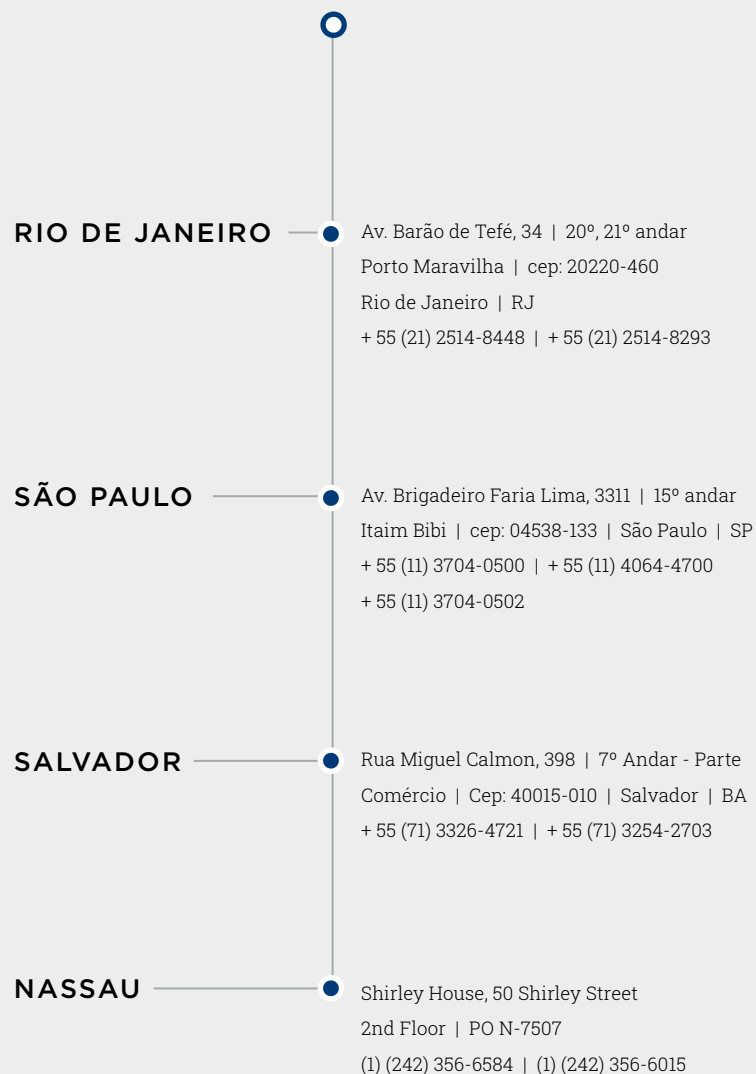 RIO DE JANEIRO
Av. Barão de Tefé, 34 | 20º, 21º andar
Porto Maravilha | cep: 20220-460
Rio de Janeiro | RJ
+ 55 (21) 2514-8448 | + 55 (21) 2514-8293
SÃO PAULO
Av. Brigadeiro Faria Lima, 3311 | 15º andar
Itaim Bibi | cep: 04538-133 | São Paulo | SP
+ 55 (11) 3704-0500 | + 55 (11) 4064-4700
+ 55 (11) 3704-0502
SALVADOR
Rua Miguel Calmon, 398 | 7º Andar - Parte
Comércio | Cep: 40015-010 | Salvador | BA
+ 55 (71) 3326-4721 | + 55 (71) 3254-2703
NASSAU
Shirley House, 50 Shirley Street
2nd Floor | PO N-7507
(1) (242) 356-6584 | (1) (242) 356-6015